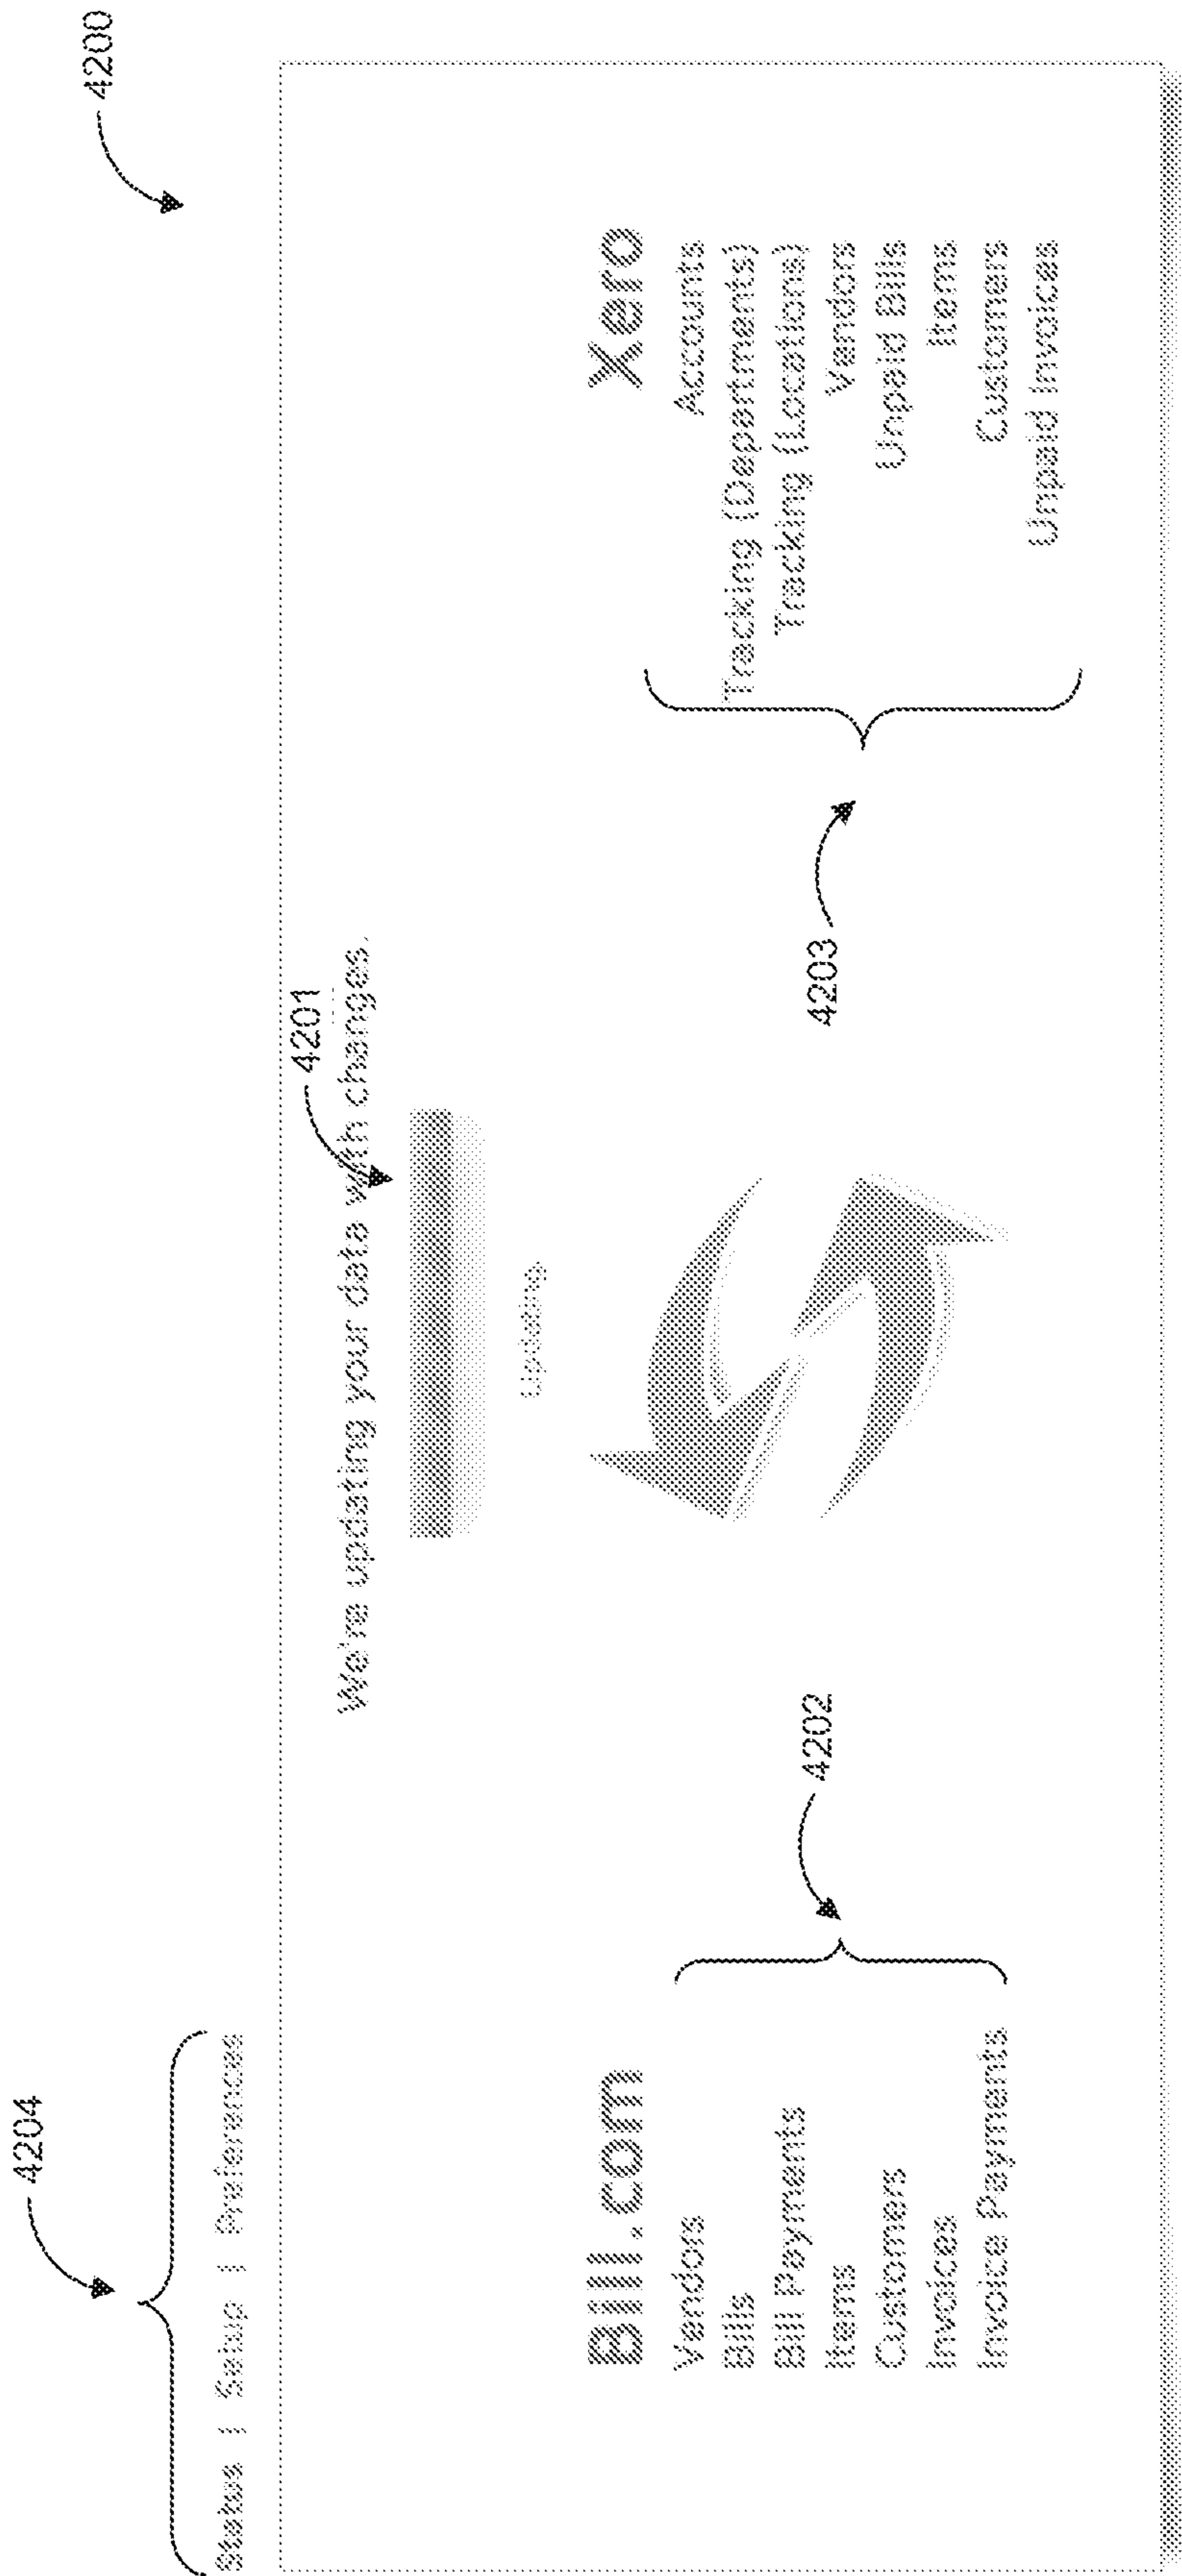 4200
4204
Status | Setup | Preferences
4201
We're updating your data with changes.
Updating
Bill.com
Vendors
Bills
Bill Payments
Items
Customers
Invoices
Invoice Payments
4202
4203
Xero
Accounts
Tracking (Departments)
Tracking (Locations)
Vendors
Unpaid Bills
Items
Customers
Unpaid Invoices